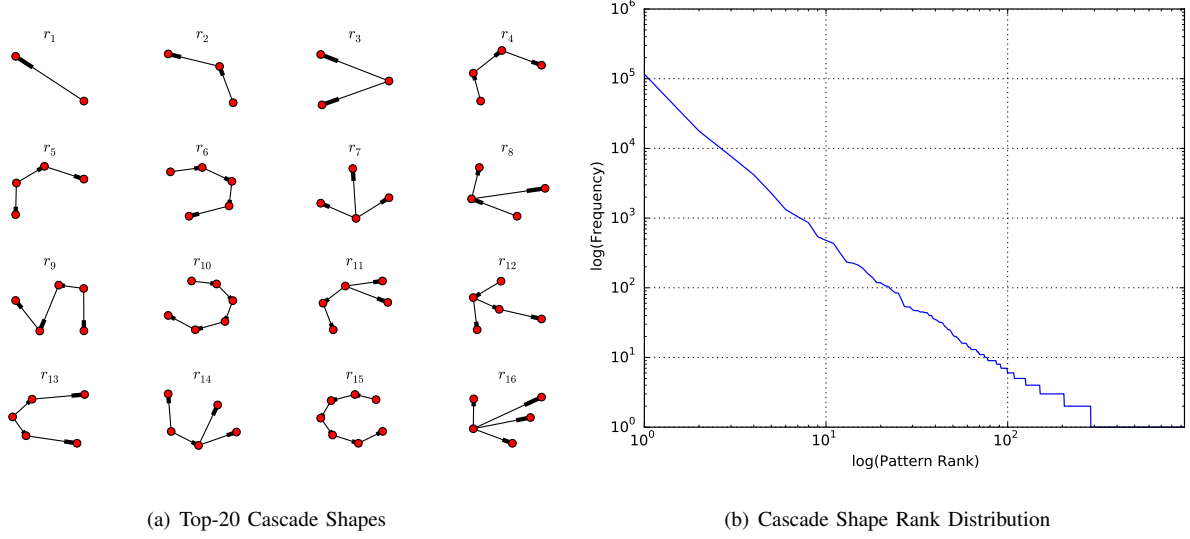 r1 r2 r3 r4
r5 r6 r7 r8
r9 r10 r11 r12
r13 r14 r15 r16
(a) Top-20 Cascade Shapes
10^6
10^5
10^4
10^3
10^2
10^1
10^0
log(Frequency)
10^0 10^1 10^2
log(Pattern Rank)
(b) Cascade Shape Rank Distribution